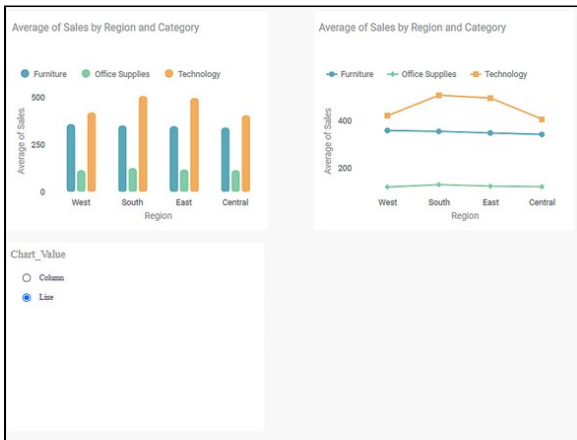 Average of Sales by Region and Category
Furniture Office Supplies Technology
500
250
0
Average of Sales
West South East Central
Region
Average of Sales by Region and Category
Furniture Office Supplies Technology
400
200
Average of Sales
West South East Central
Region
Chart_Value
Column
Line